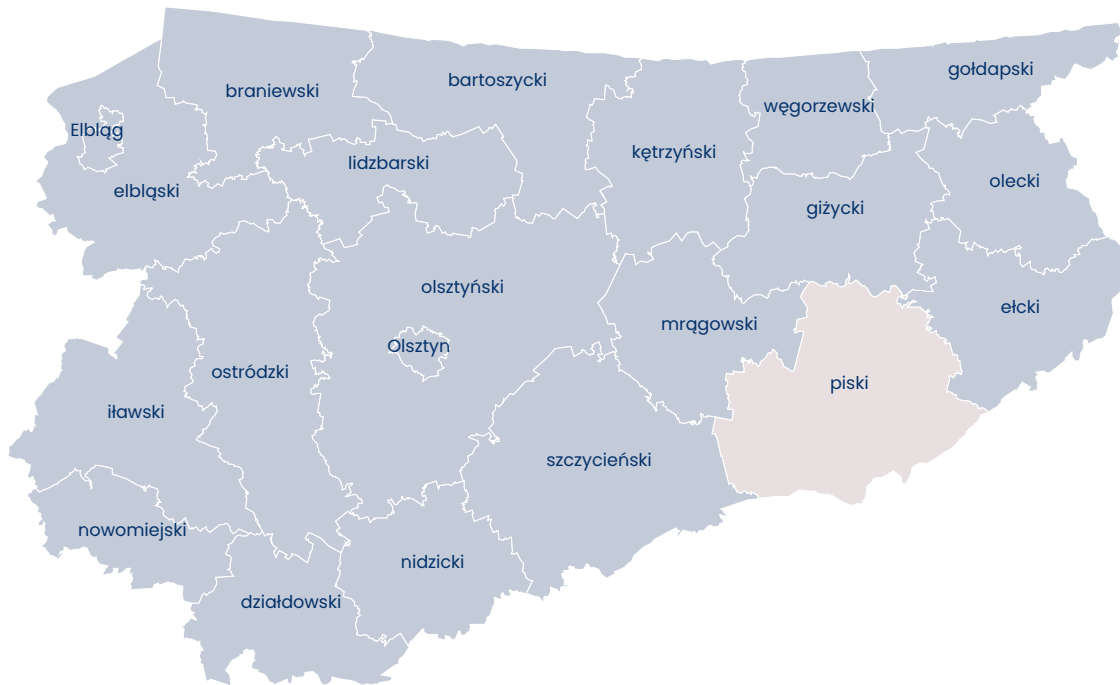 gołdapski
bartoszycki
braniewski
węgorzewski
Elbląg
kętrzyński
lidzbarski
olecki
elbląski
giżycki
olsztyński
ełcki
mrągowski
Olsztyn
ostródzki
piski
iławski
szczycieński
nowomiejski
nidzicki
działdowski